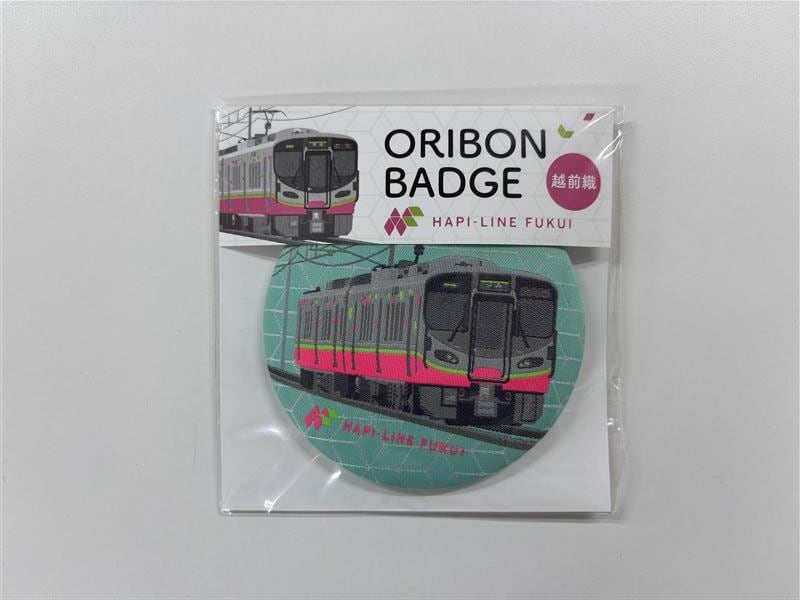 ORIBON
BADGE
越前織
HAPI-LINE FUKUI
HAPI-LINE FUKUI